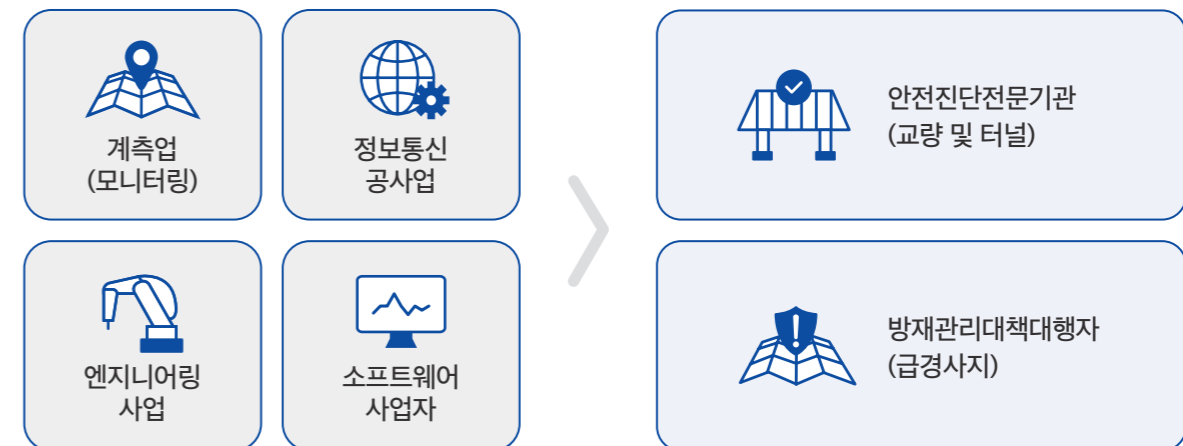 계측업
(모니터링)
정보통신
공사업
엔지니어링
사업
소프트웨어
사업자
안전진단전문기관
(교량 및 터널)
방재관리대책대행자
(급경사지)